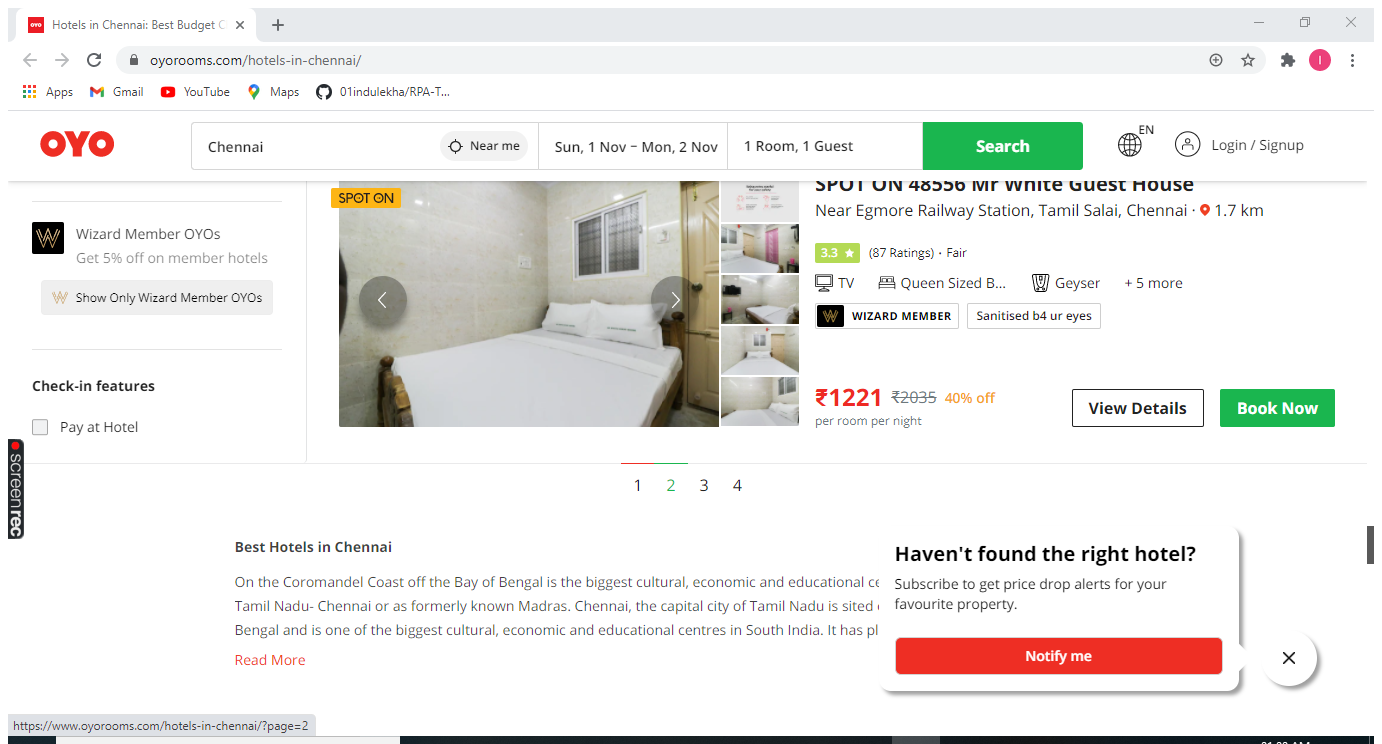 OYO Hotels in Chennai: Best Budget C
oyorooms.com/hotels-in-chennai/
I
Apps Gmail YouTube Maps 01indulekha/RPA-T...
OYO
Chennai Near me Sun, 1 Nov – Mon, 2 Nov 1 Room, 1 Guest Search EN Login / Signup
Wizard Member OYOs
Get 5% off on member hotels
W Show Only Wizard Member OYOs
Check-in features
Pay at Hotel
screenrec
SPOT ON
SPOT ON 48556 Mr White Guest House
Near Egmore Railway Station, Tamil Salai, Chennai · 1.7 km
3.3 (87 Ratings) · Fair
TV Queen Sized B... Geyser + 5 more
W WIZARD MEMBER Sanitised b4 ur eyes
₹1221 ₹2035 40% off
per room per night
View Details Book Now
1 2 3 4
Best Hotels in Chennai
On the Coromandel Coast off the Bay of Bengal is the biggest cultural, economic and educational ce
Tamil Nadu- Chennai or as formerly known Madras. Chennai, the capital city of Tamil Nadu is sited
Bengal and is one of the biggest cultural, economic and educational centres in South India. It has pl
Read More
Haven't found the right hotel?
Subscribe to get price drop alerts for your
favourite property.
Notify me
https://www.oyorooms.com/hotels-in-chennai/?page=2